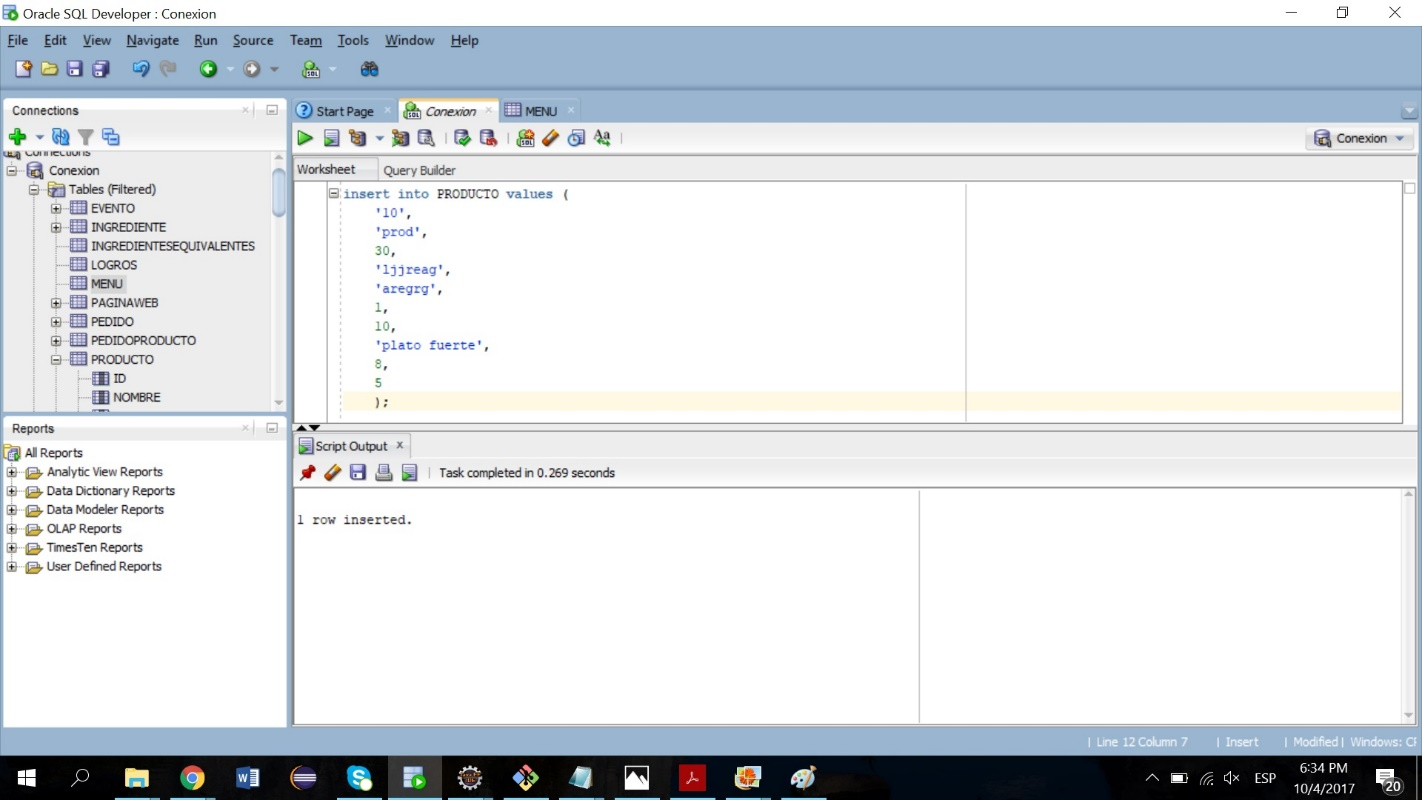 Oracle SQL Developer : Conexion
File Edit View Navigate Run Source Team Tools Window Help
Connections
Start Page Conexion MENU
Conexion
Connections
Conexion
Tables (Filtered)
EVENTO
INGREDIENTE
INGREDIENTESEQUIVALENTES
LOGROS
MENU
PAGINAWEB
PEDIDO
PEDIDOPRODUCTO
PRODUCTO
ID
NOMBRE
Worksheet Query Builder
insert into PRODUCTO values (
'10',
'prod',
30,
'ljjreag',
'aregrg',
1,
10,
'plato fuerte',
8,
5
);
Reports
All Reports
Analytic View Reports
Data Dictionary Reports
Data Modeler Reports
OLAP Reports
TimesTen Reports
User Defined Reports
Script Output
Task completed in 0.269 seconds
1 row inserted.
Line 12 Column 7 Insert Modified Windows:
ESP
6:34 PM
10/4/2017
20